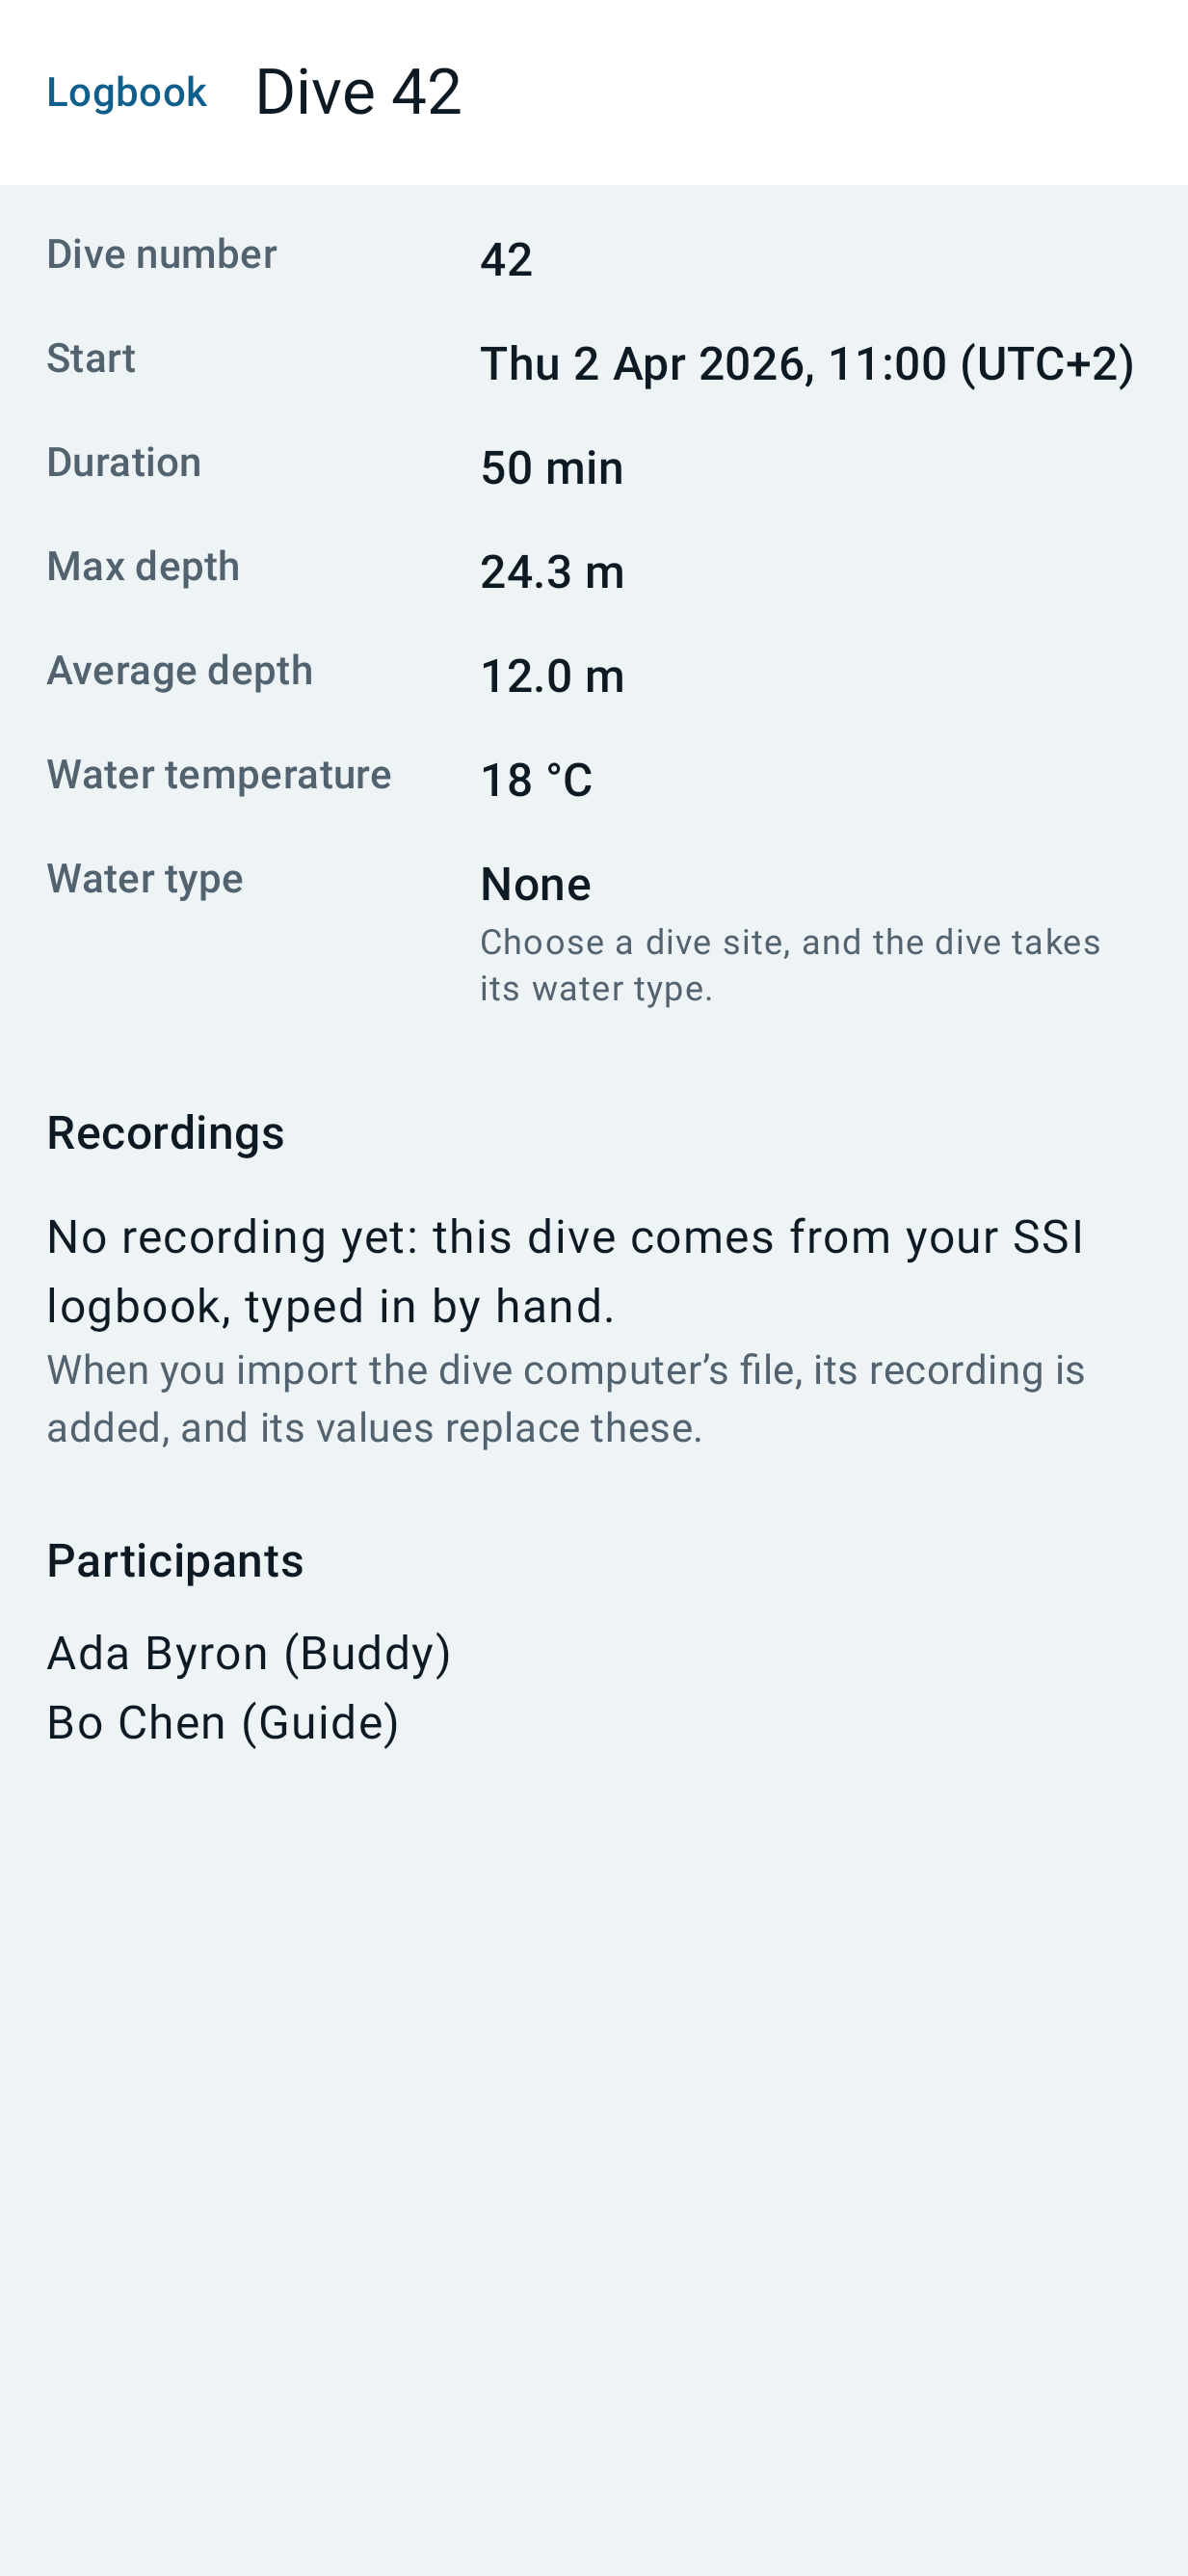 Logbook Dive 42
Dive number 42
Start Thu 2 Apr 2026, 11:00 (UTC+2)
Duration 50 min
Max depth 24.3 m
Average depth 12.0 m
Water temperature 18 °C
Water type None
Choose a dive site, and the dive takes
its water type.
Recordings
No recording yet: this dive comes from your SSI
logbook, typed in by hand.
When you import the dive computer’s file, its recording is
added, and its values replace these.
Participants
Ada Byron (Buddy)
Bo Chen (Guide)